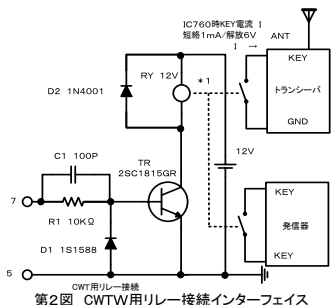 IC760時KEY電流 I
短絡1mA/解放6V
I →
ANT
RY 12V
*1
KEY
トランシーバ
GND
D2 1N4001
C1 100P
TR
2SC1815GR
12V
7
R1 10KΩ
D1 1S1588
KEY
発信器
KEY
5
CWT用リレー接続
第2図 CWTW用リレー接続インターフェイス